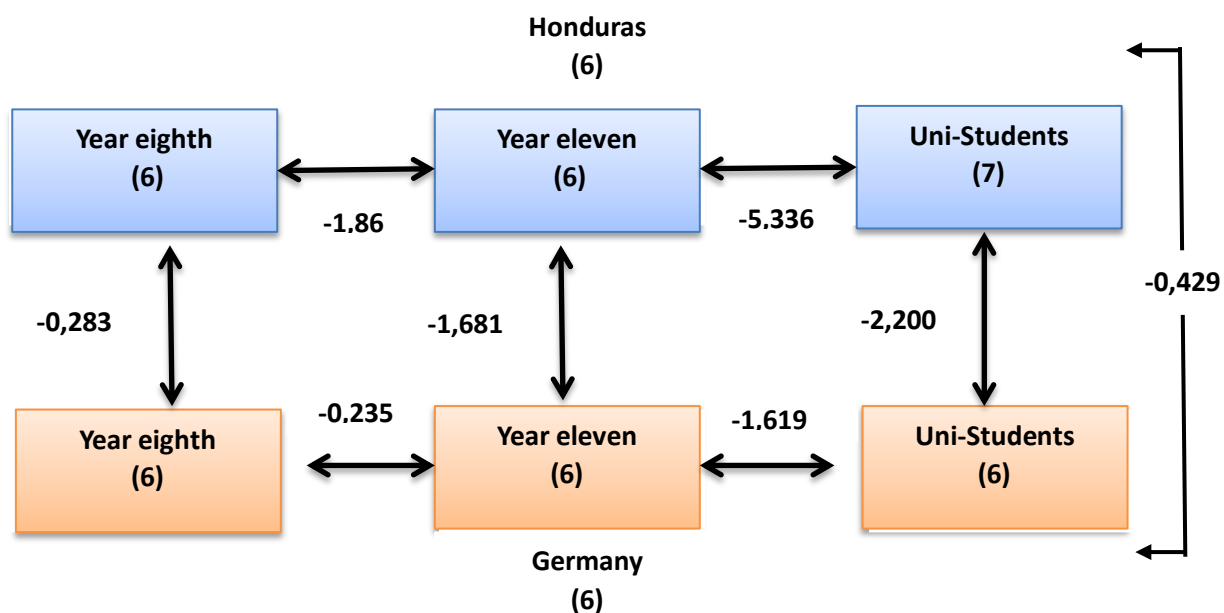 Honduras
(6)
Year eighth
(6)
Year eleven
(6)
Uni-Students
(7)
-1,86
-5,336
-0,283
-1,681
-2,200
-0,429
-0,235
-1,619
Year eighth
(6)
Year eleven
(6)
Uni-Students
(6)
Germany
(6)